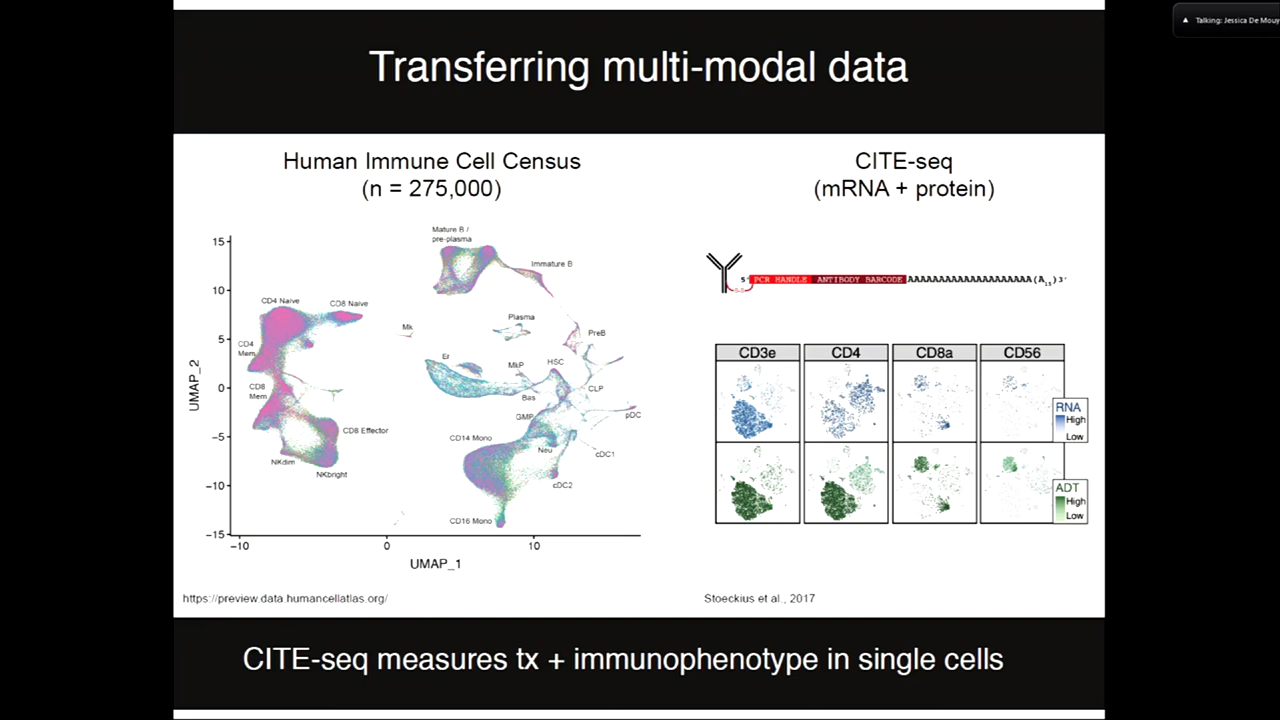 Talking: Jessica De Mouy
Transferring multi-modal data
Human Immune Cell Census
(n = 275,000)
Mature B /
pre-plasma
Immature B
CD4 Naive
CD8 Naive
Mk
Plasma
PreB
CD4
Mem
Er
MkP
HSC
CD8
Mem
Bas
CLP
GMP
pDC
CD8 Effector
CD14 Mono
Neu
cDC1
NKdim
NKbright
cDC2
CD16 Mono
15
10
5
0
−5
−10
−15
UMAP_2
−10
0
10
UMAP_1
https://preview.data.humancellatlas.org/
CITE-seq
(mRNA + protein)
5'
S-S
PCR HANDLE
ANTIBODY BARCODE
CD3e
CD4
CD8a
CD56
RNA
High
Low
ADT
High
Low
Stoeckius et al., 2017
CITE-seq measures tx + immunophenotype in single cells